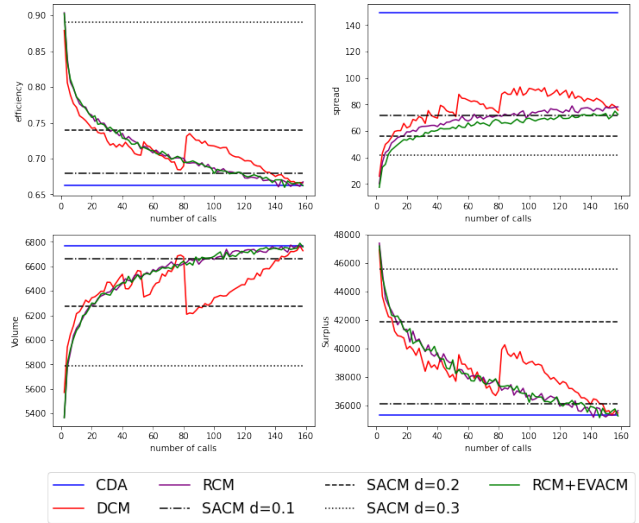 0.90
0.85
0.80
0.75
0.70
0.65
efficiency
0 20 40 60 80 100 120 140 160
number of calls
140
120
100
80
60
40
20
spread
0 20 40 60 80 100 120 140 160
number of calls
6800
6600
6400
6200
6000
5800
5600
5400
Volume
0 20 40 60 80 100 120 140 160
number of calls
48000
46000
44000
42000
40000
38000
36000
Surplus
0 20 40 60 80 100 120 140 160
number of calls
CDA RCM SACM d=0.2 RCM+EVACM
DCM SACM d=0.1 SACM d=0.3